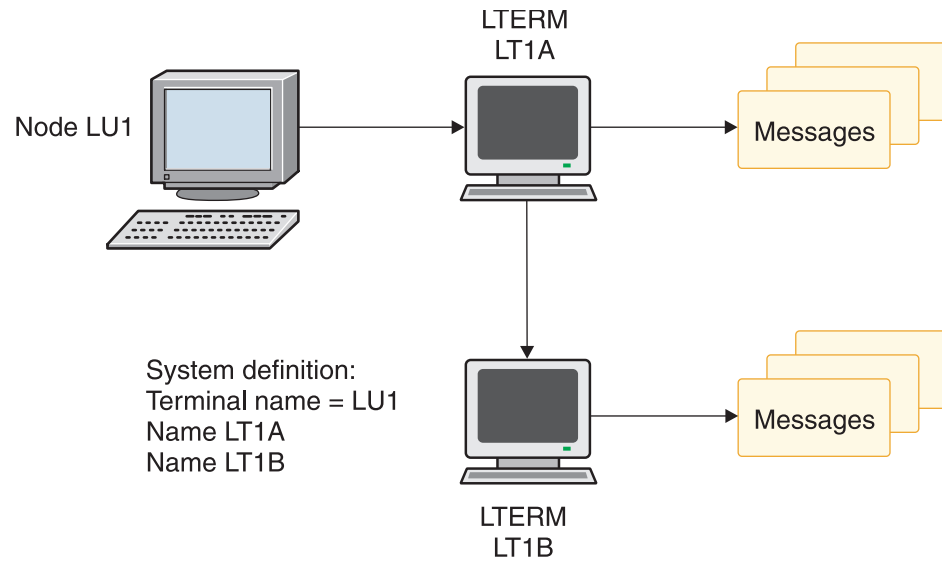 LTERM
LT1A
Node LU1
Messages
System definition:
Terminal name = LU1
Name LT1A
Name LT1B
Messages
LTERM
LT1B